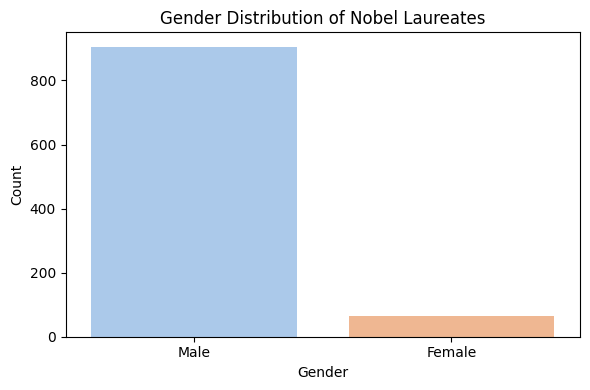 Gender Distribution of Nobel Laureates
Count
800
600
400
200
0
Male Female
Gender